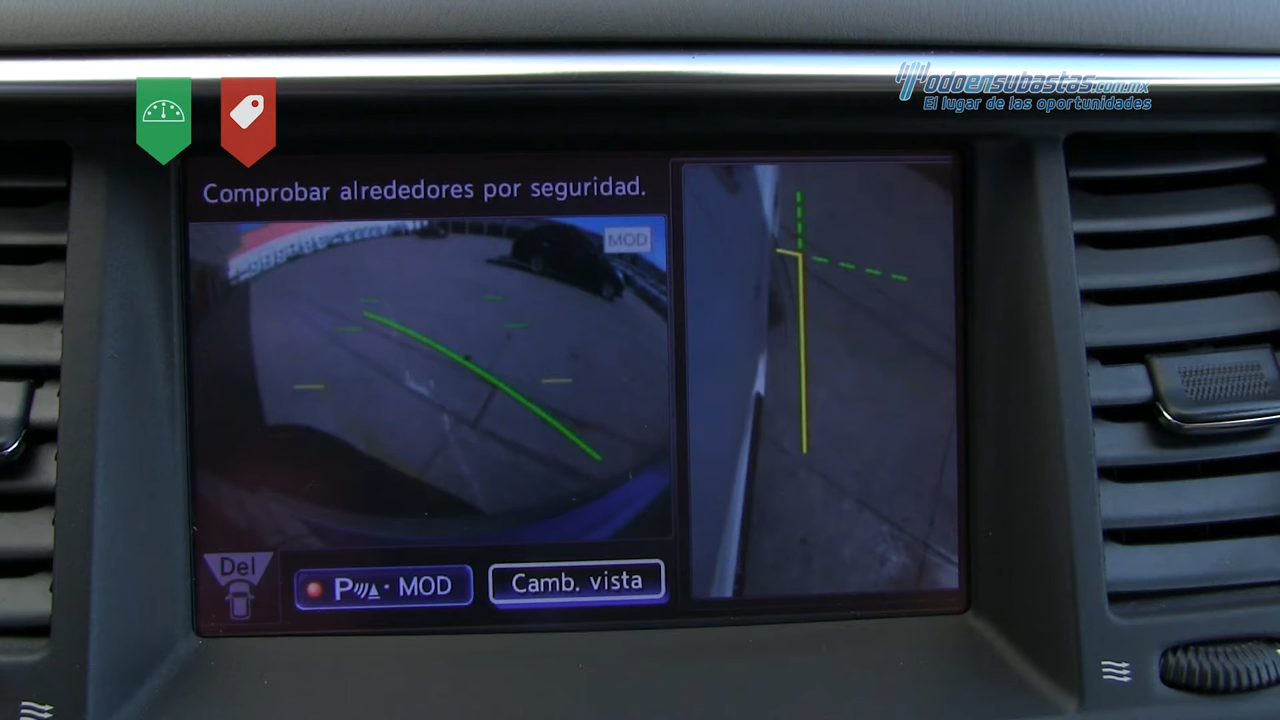 Todoensubastas.com.mx
El lugar de las oportunidades
Comprobar alrededores por seguridad.
MOD
Del
P · MOD
Camb. vista